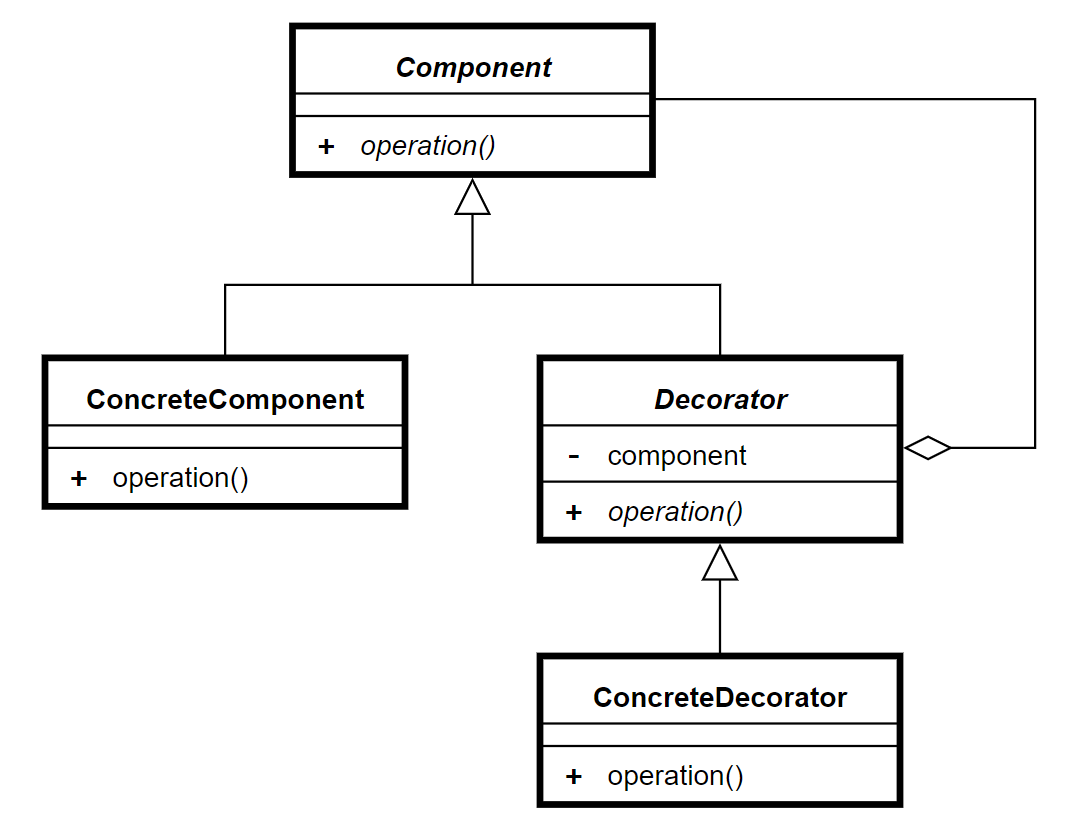 Component
+ operation()
ConcreteComponent
+ operation()
Decorator
- component
+ operation()
ConcreteDecorator
+ operation()